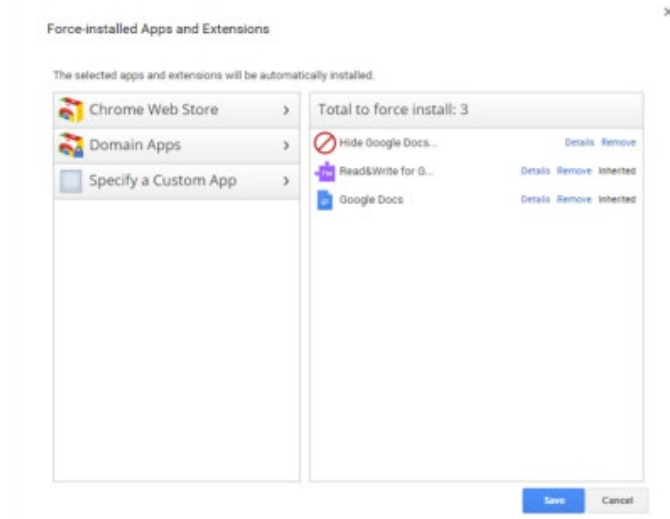 Force-installed Apps and Extensions
The selected apps and extensions will be automatically installed.
Chrome Web Store
Domain Apps
Specify a Custom App
Total to force install: 3
Hide Google Docs... Details Remove
Read&Write for G... Details Remove Inherited
Google Docs Details Remove Inherited
Save Cancel